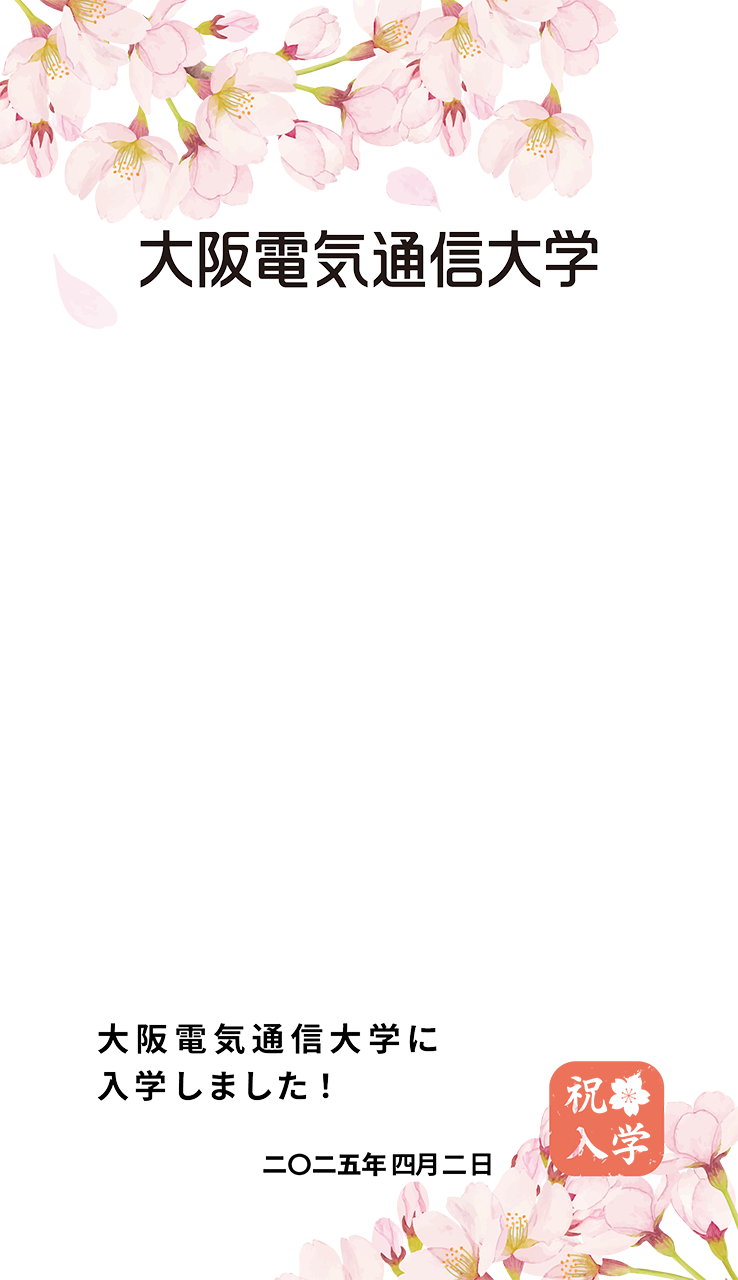 大阪電気通信大学
大阪電気通信大学に
入学しました！
祝
入学
二〇二五年四月二日